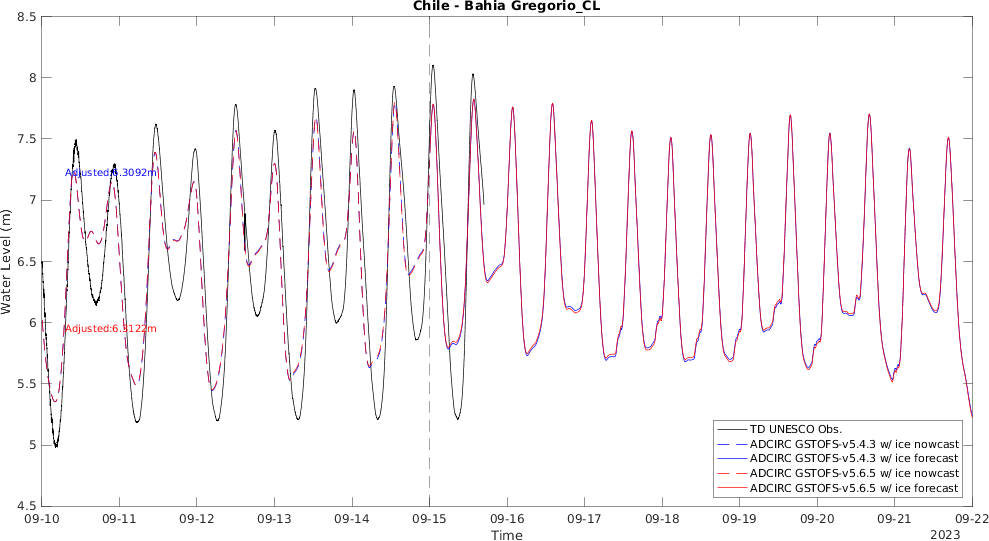 Chile - Bahia Gregorio_CL
Water Level (m)
8.5
8
7.5
7
6.5
6
5.5
5
4.5
Adjusted:6.3092m
Adjusted:6.3122m
TD UNESCO Obs.
ADCIRC GSTOFS-v5.4.3 w/ ice nowcast
ADCIRC GSTOFS-v5.4.3 w/ ice forecast
ADCIRC GSTOFS-v5.6.5 w/ ice nowcast
ADCIRC GSTOFS-v5.6.5 w/ ice forecast
09-10 09-11 09-12 09-13 09-14 09-15 09-16 09-17 09-18 09-19 09-20 09-21 09-22
Time
2023